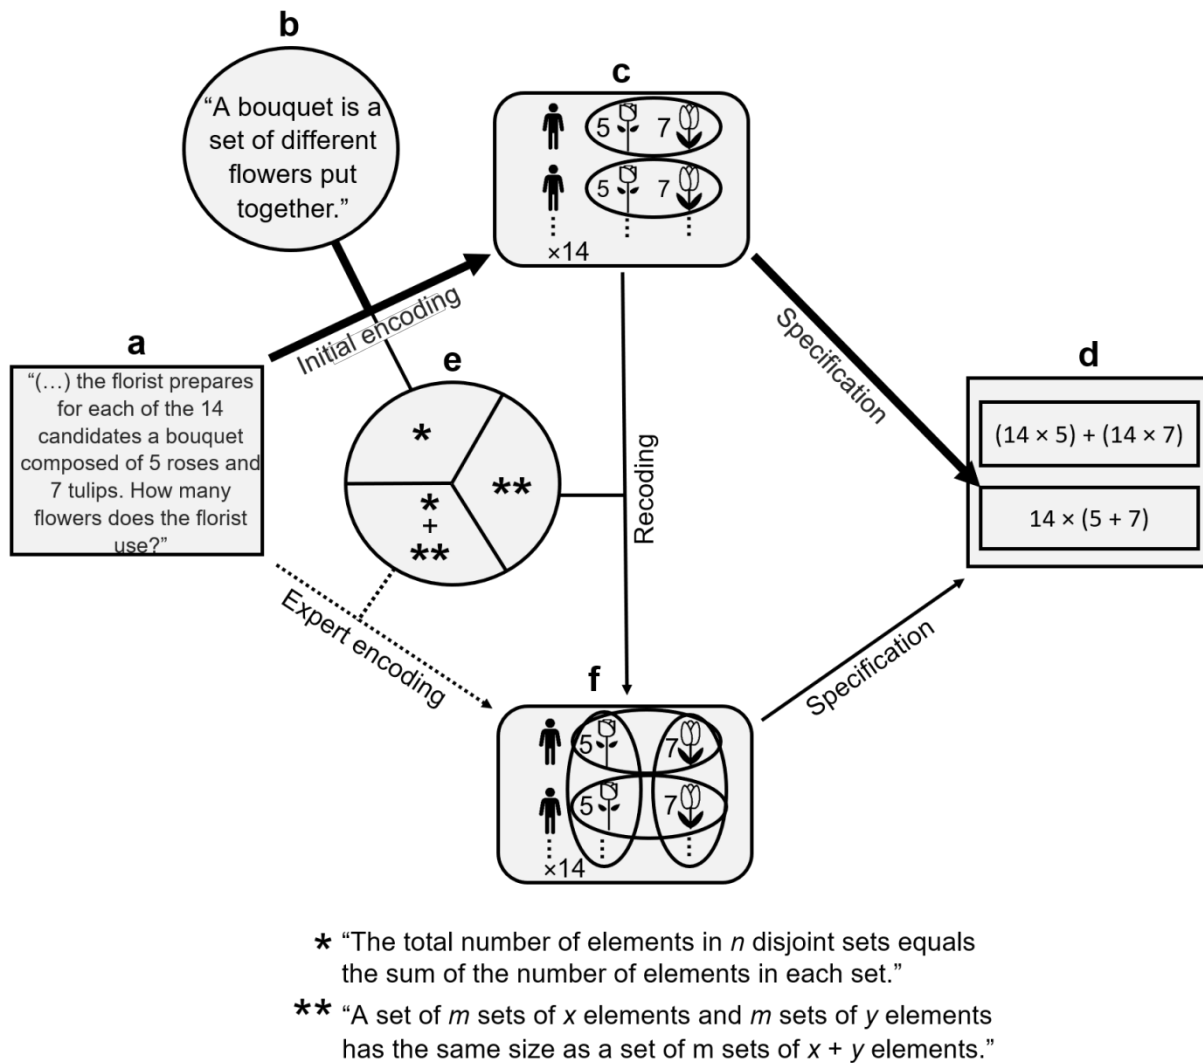 b
“A bouquet is a
set of different
flowers put
together.”
c
5 7
5 7
×14
Initial encoding
Specification
a
“(…) the florist prepares
for each of the 14
candidates a bouquet
composed of 5 roses and
7 tulips. How many
flowers does the florist
use?”
e
*
**
*
+
**
Recoding
d
(14 × 5) + (14 × 7)
14 × (5 + 7)
Expert encoding
Specification
f
5 7
5 7
×14
* “The total number of elements in n disjoint sets equals
the sum of the number of elements in each set.”
** “A set of m sets of x elements and m sets of y elements
has the same size as a set of m sets of x + y elements.”